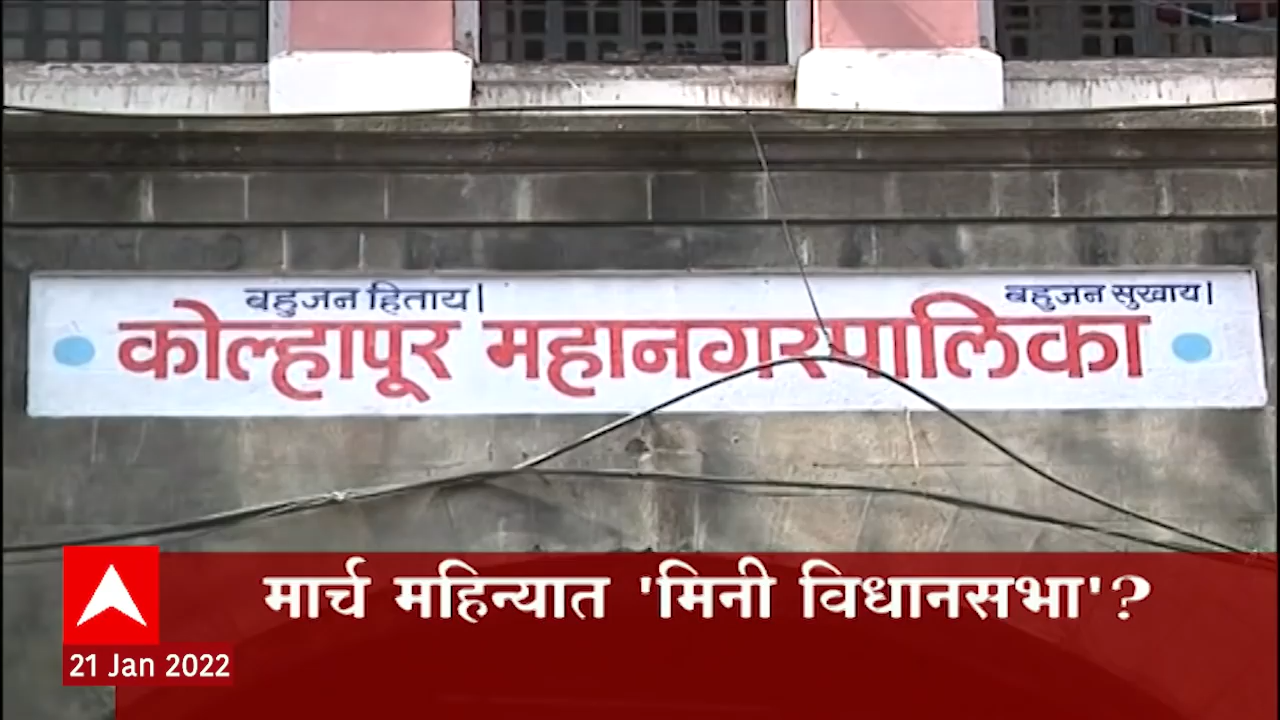 बहुजन हिताय| बहुजन सुखाय|
कोल्हापूर महानगरपालिका
मार्च महिन्यात 'मिनी विधानसभा'?
21 Jan 2022